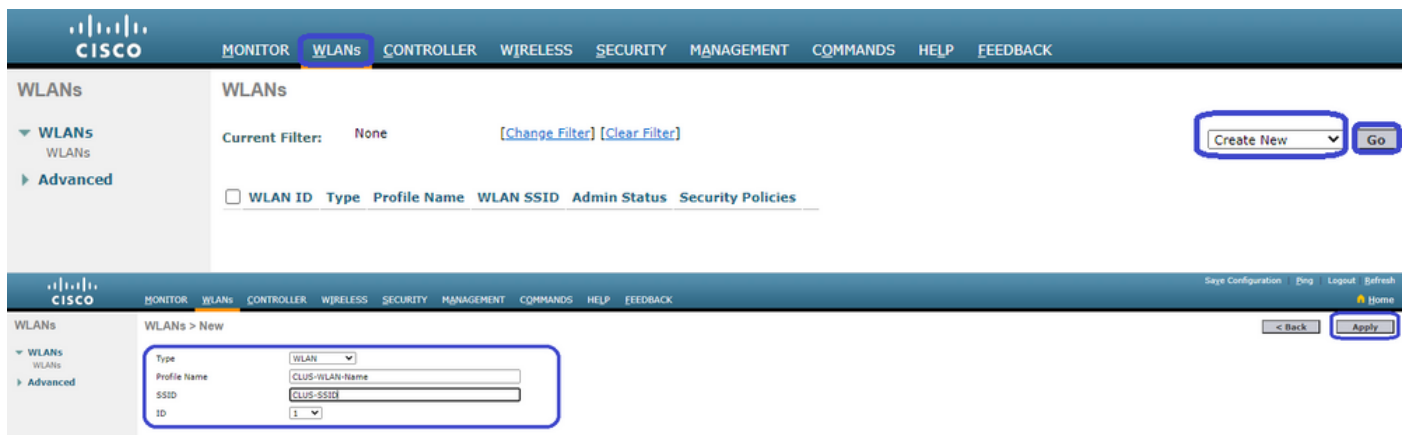 CISCO
MONITOR WLANs CONTROLLER WIRELESS SECURITY MANAGEMENT COMMANDS HELP FEEDBACK
WLANs
WLANs
WLANs
WLANs
Advanced
Current Filter: None [Change Filter] [Clear Filter]
Create New
Go
WLAN ID Type Profile Name WLAN SSID Admin Status Security Policies
Save Configuration Ping Logout Refresh
CISCO
MONITOR WLANs CONTROLLER WIRELESS SECURITY MANAGEMENT COMMANDS HELP FEEDBACK
Home
WLANs
WLANs
WLANs
Advanced
WLANs > New
< Back
Apply
Type WLAN
Profile Name CLUS-WLAN-Name
SSID CLUS-SSID
ID 1